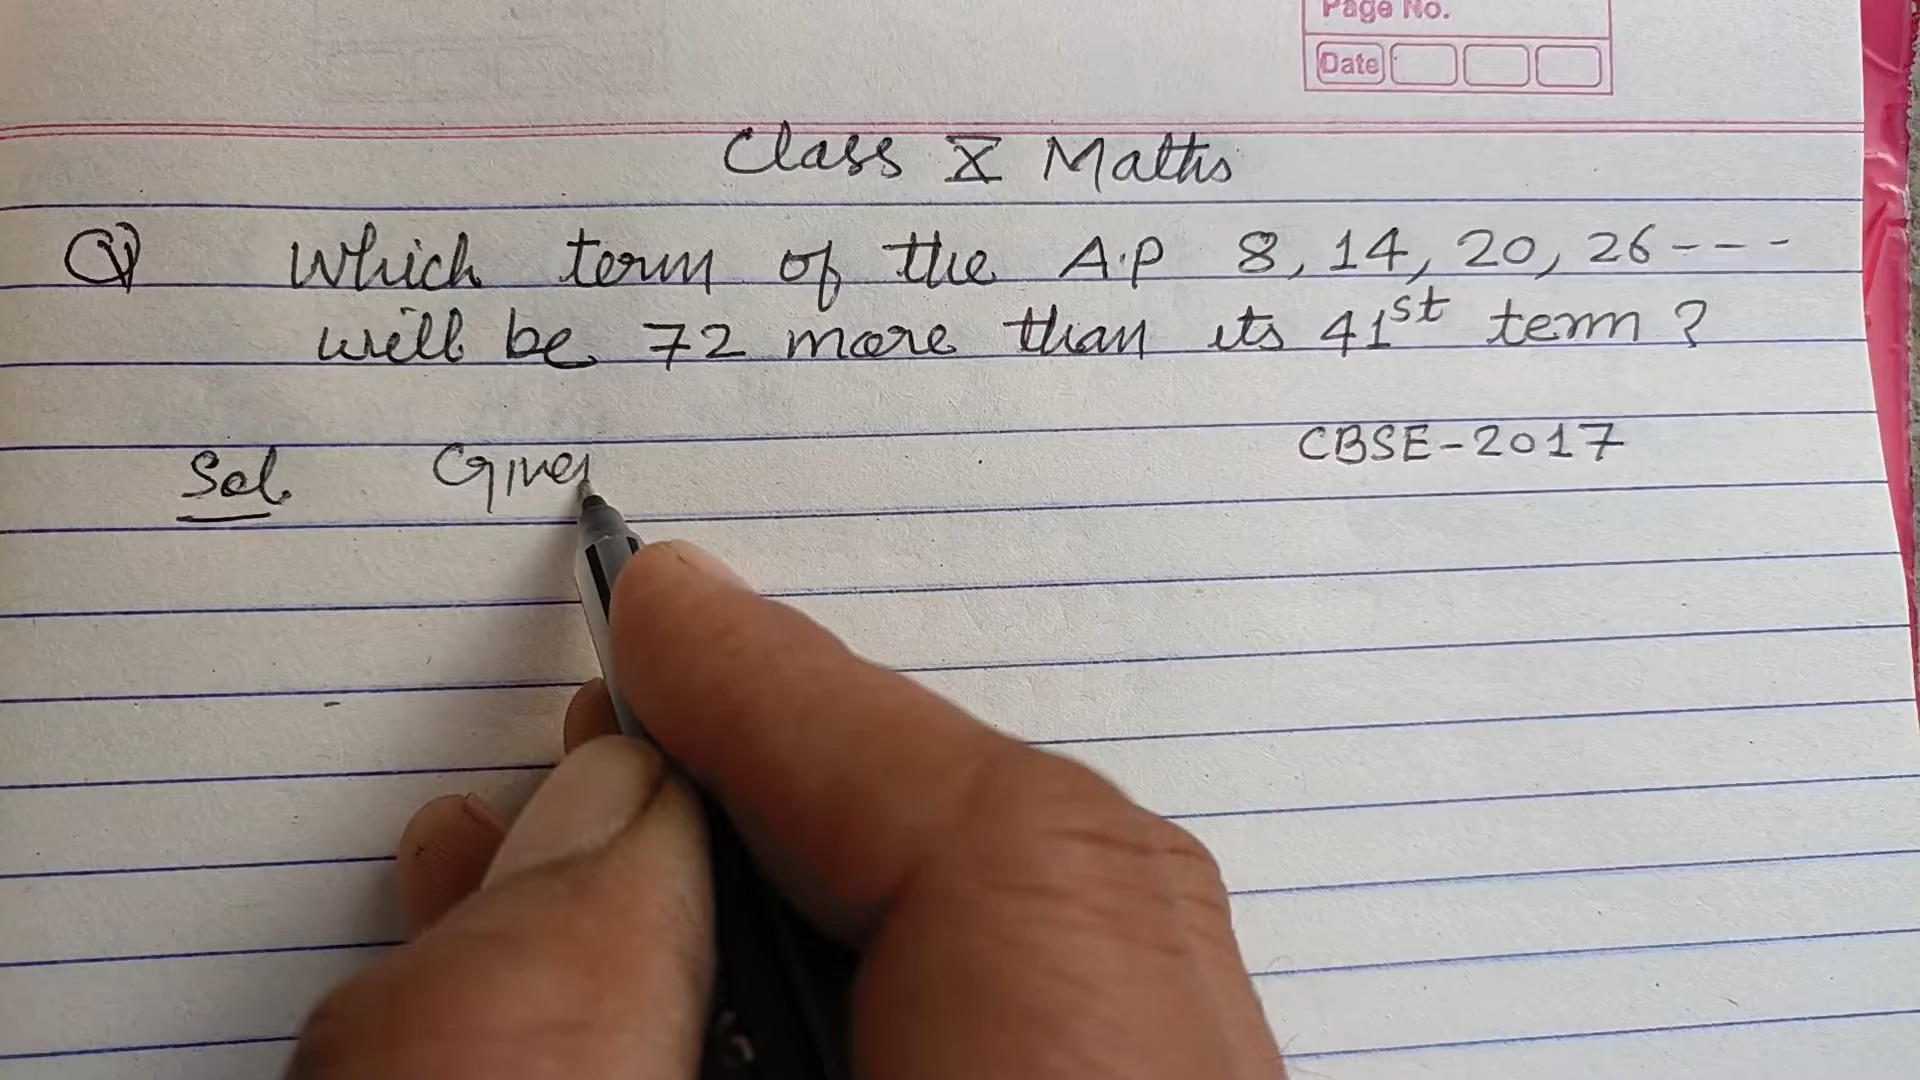 Page No.
Date
Class X Maths
Q Which term of the A.P 8, 14, 20, 26---
will be 72 more than its 41st term?
CBSE-2017
Sol. Given